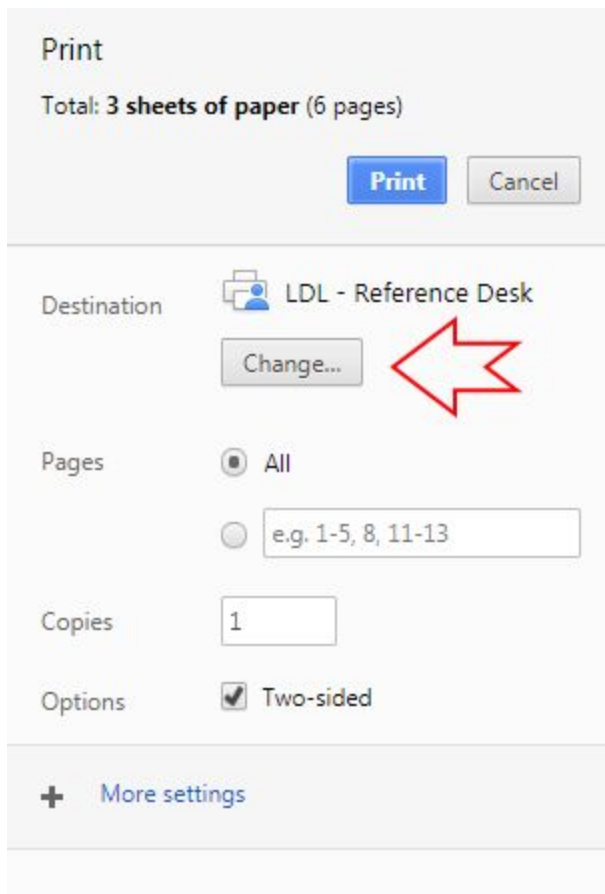 Print
Total: 3 sheets of paper (6 pages)
Print Cancel
Destination LDL - Reference Desk
Change...
Pages All
e.g. 1-5, 8, 11-13
Copies 1
Options Two-sided
+ More settings